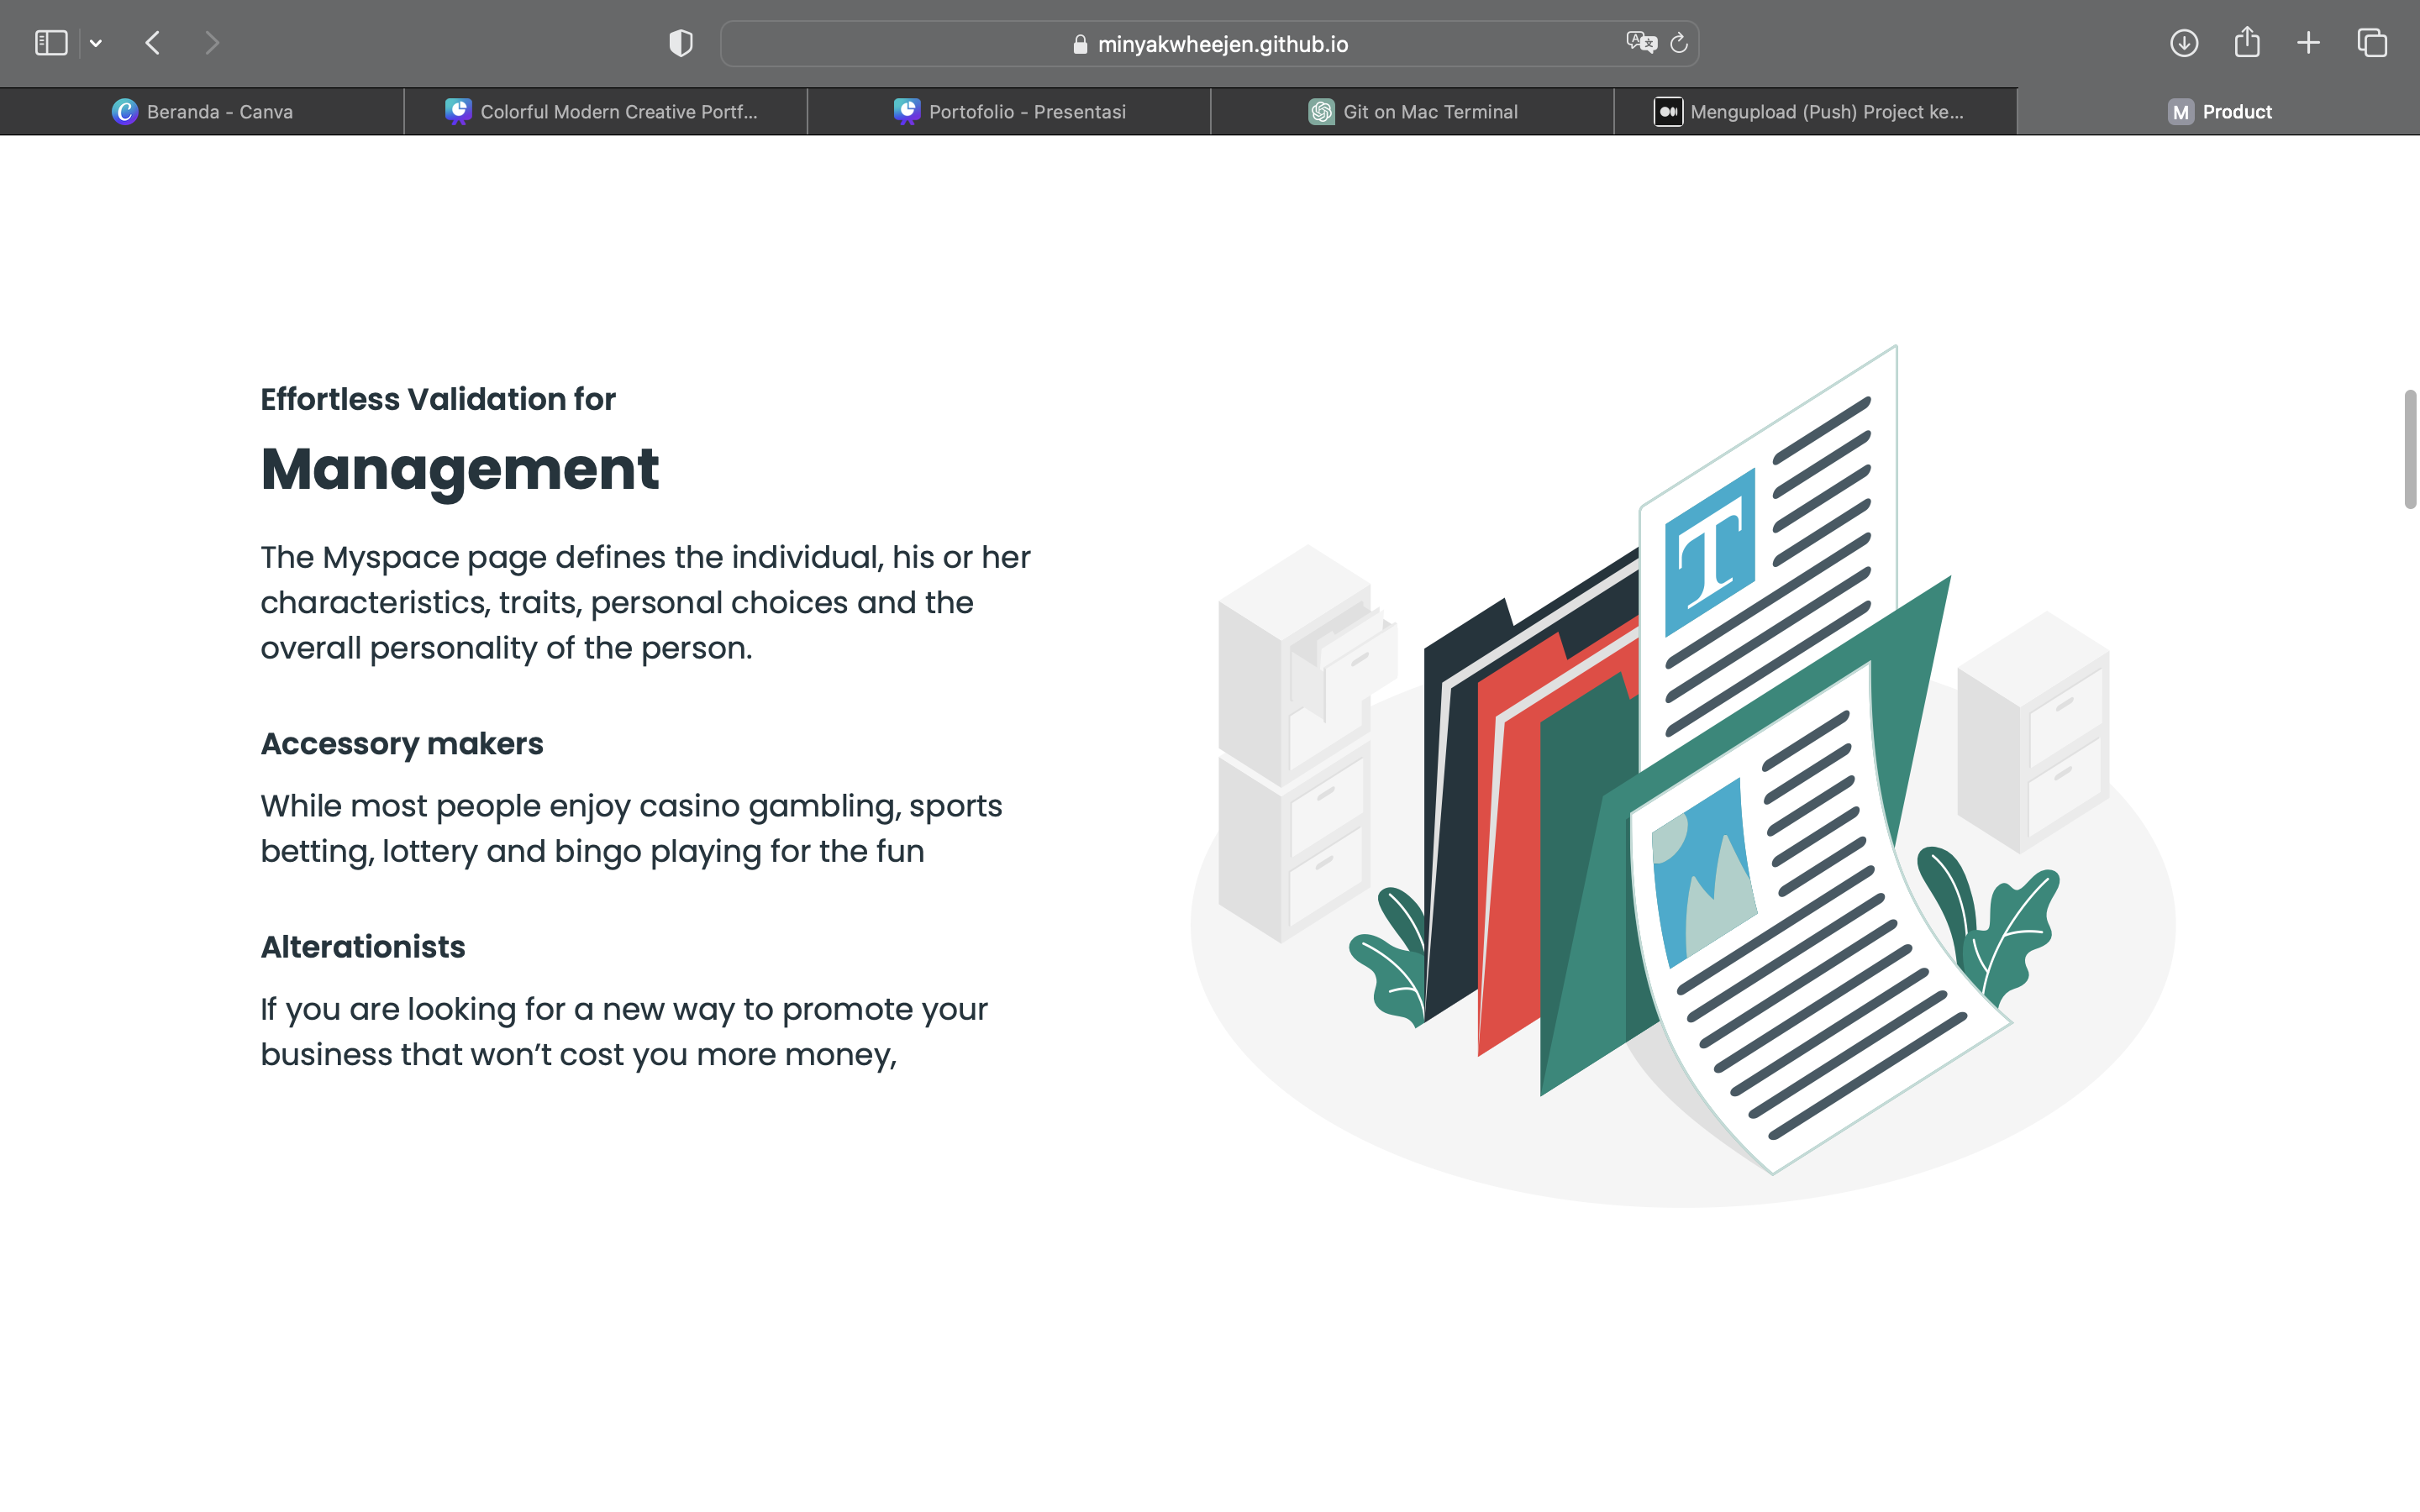 minyakwheejen.github.io
Beranda - Canva
Colorful Modern Creative Portf...
Portofolio - Presentasi
Git on Mac Terminal
Mengupload (Push) Project ke...
M Product
Effortless Validation for
Management
The Myspace page defines the individual, his or her
characteristics, traits, personal choices and the
overall personality of the person.
Accessory makers
While most people enjoy casino gambling, sports
betting, lottery and bingo playing for the fun
Alterationists
If you are looking for a new way to promote your
business that won’t cost you more money,
T